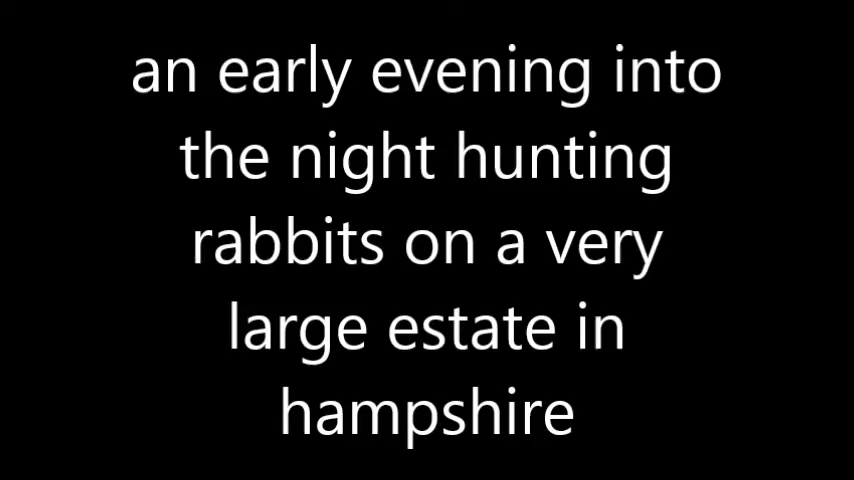 an early evening into
the night hunting
rabbits on a very
large estate in
hampshire